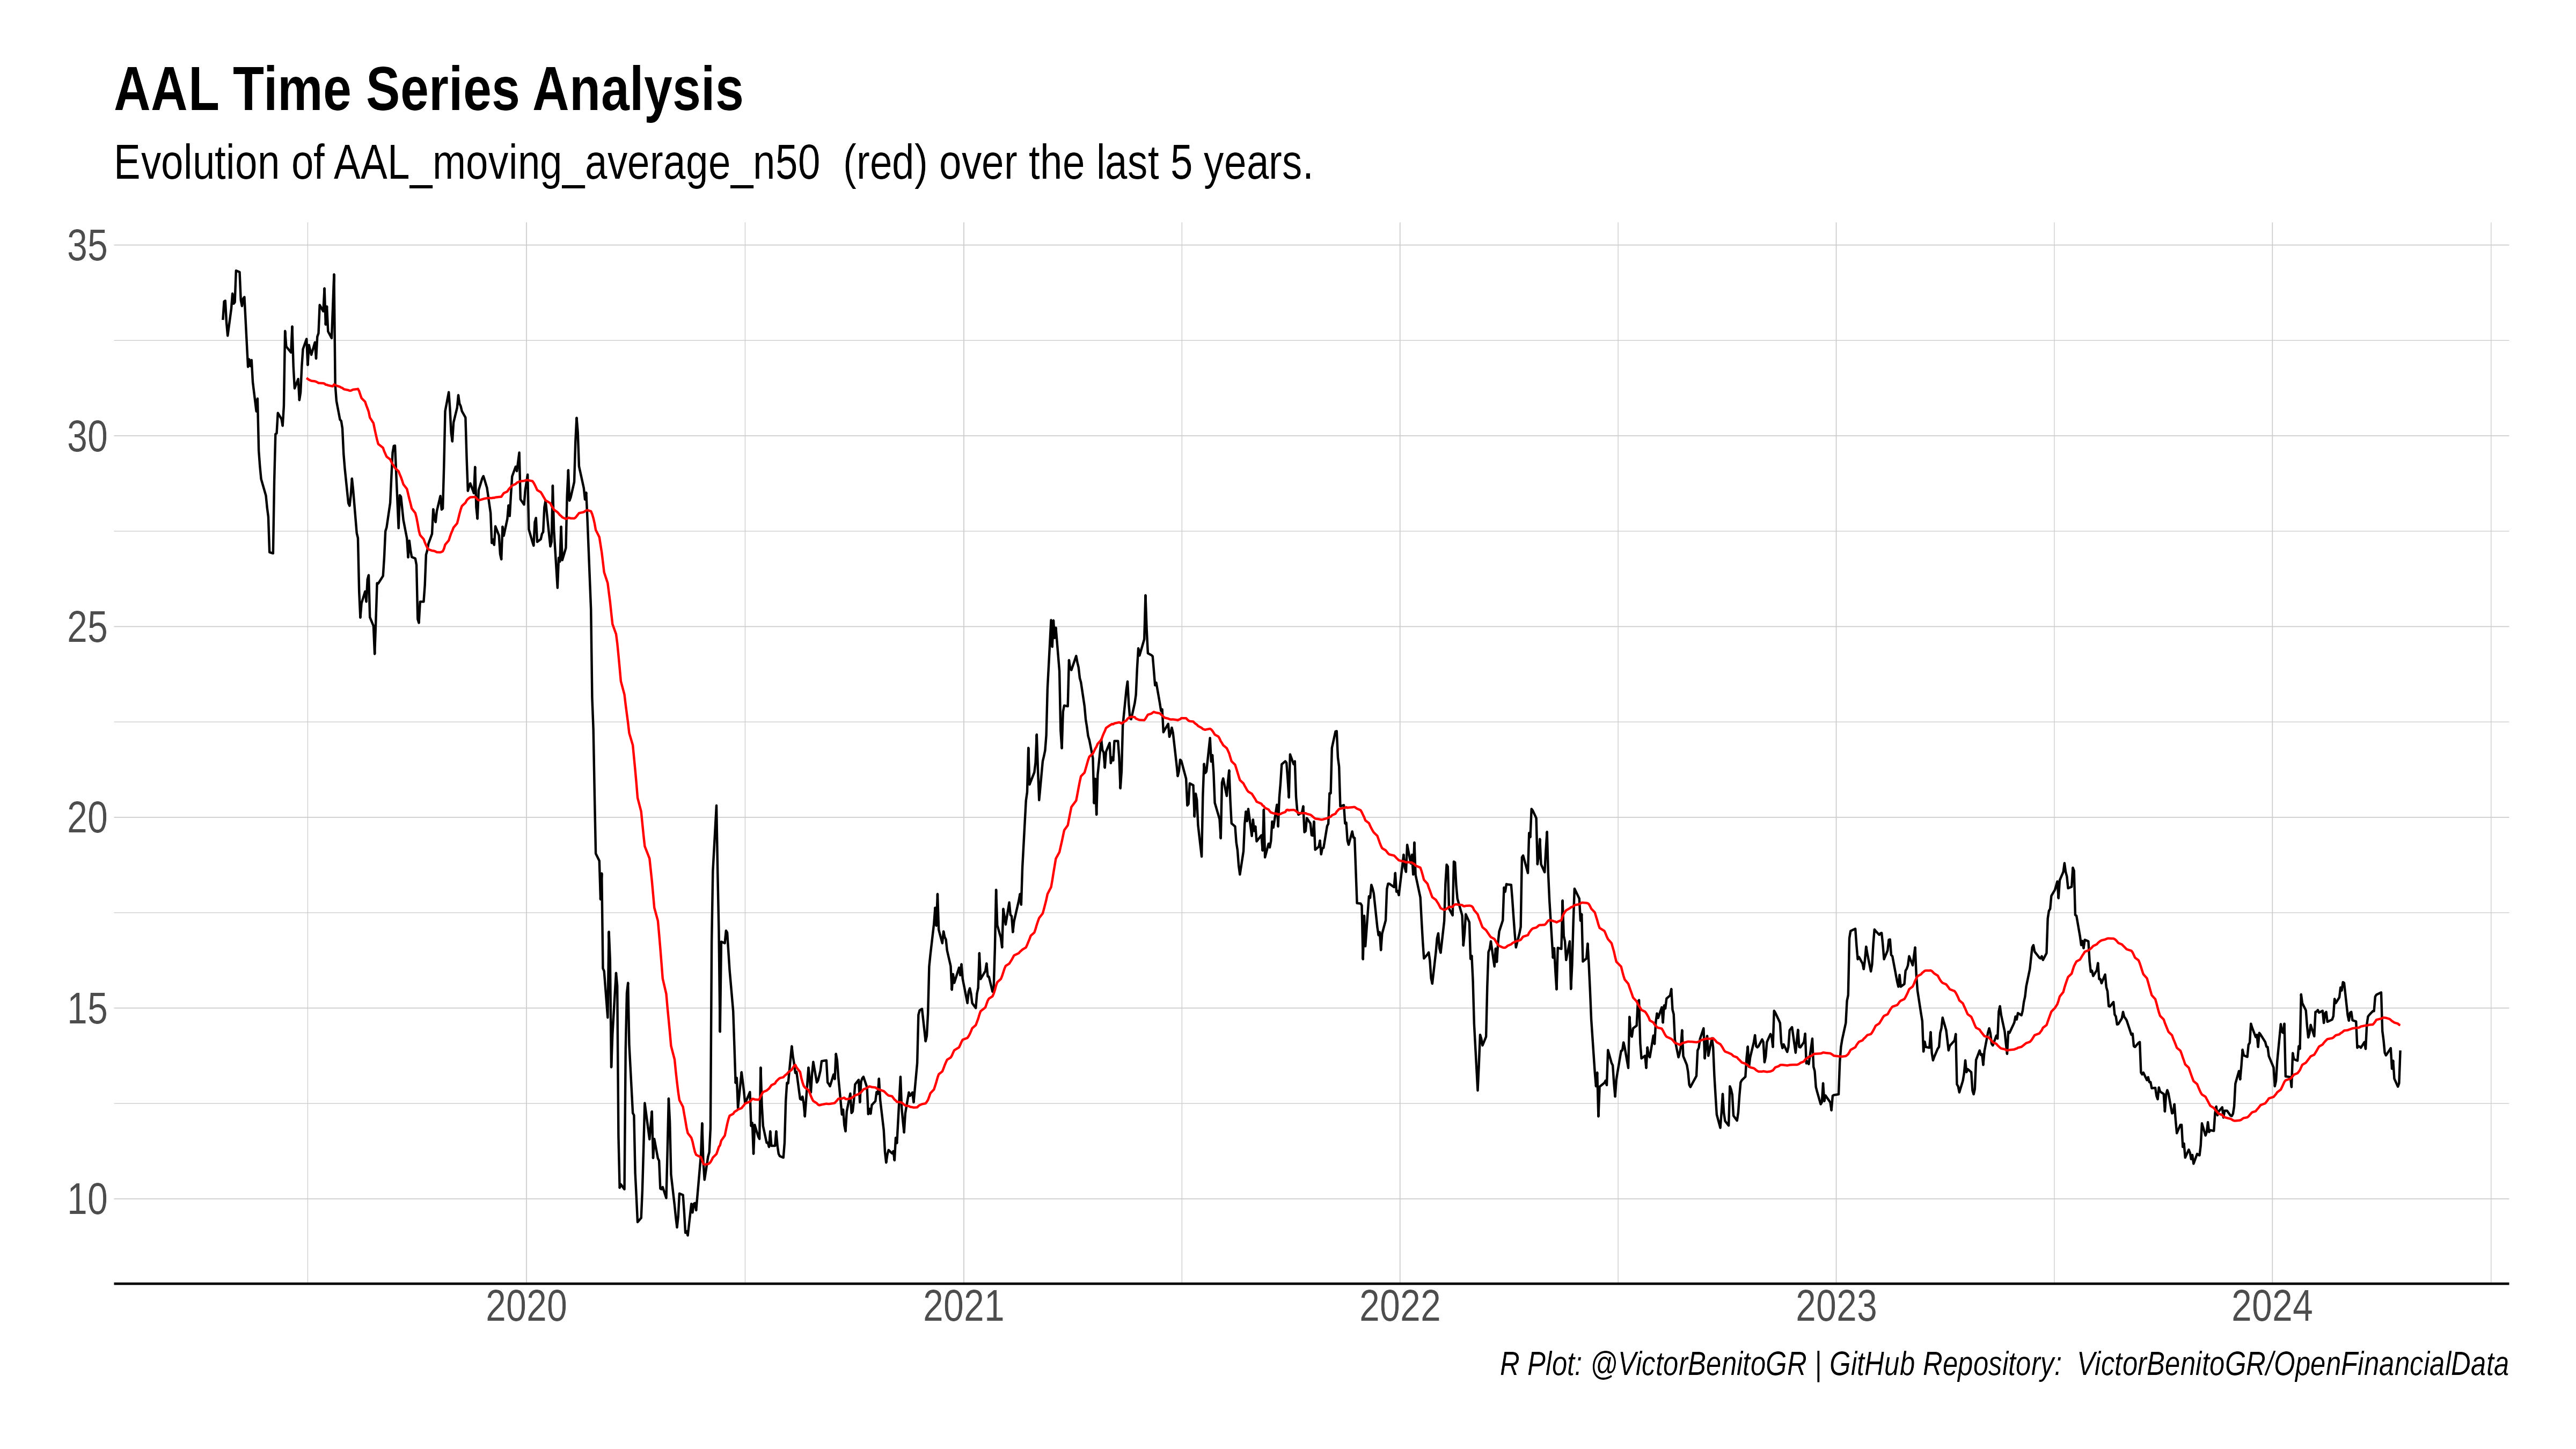 AAL Time Series Analysis
Evolution of AAL_moving_average_n50  (red) over the last 5 years.
35
30
25
20
15
10
2020 2021 2022 2023 2024
R Plot: @VictorBenitoGR | GitHub Repository:  VictorBenitoGR/OpenFinancialData